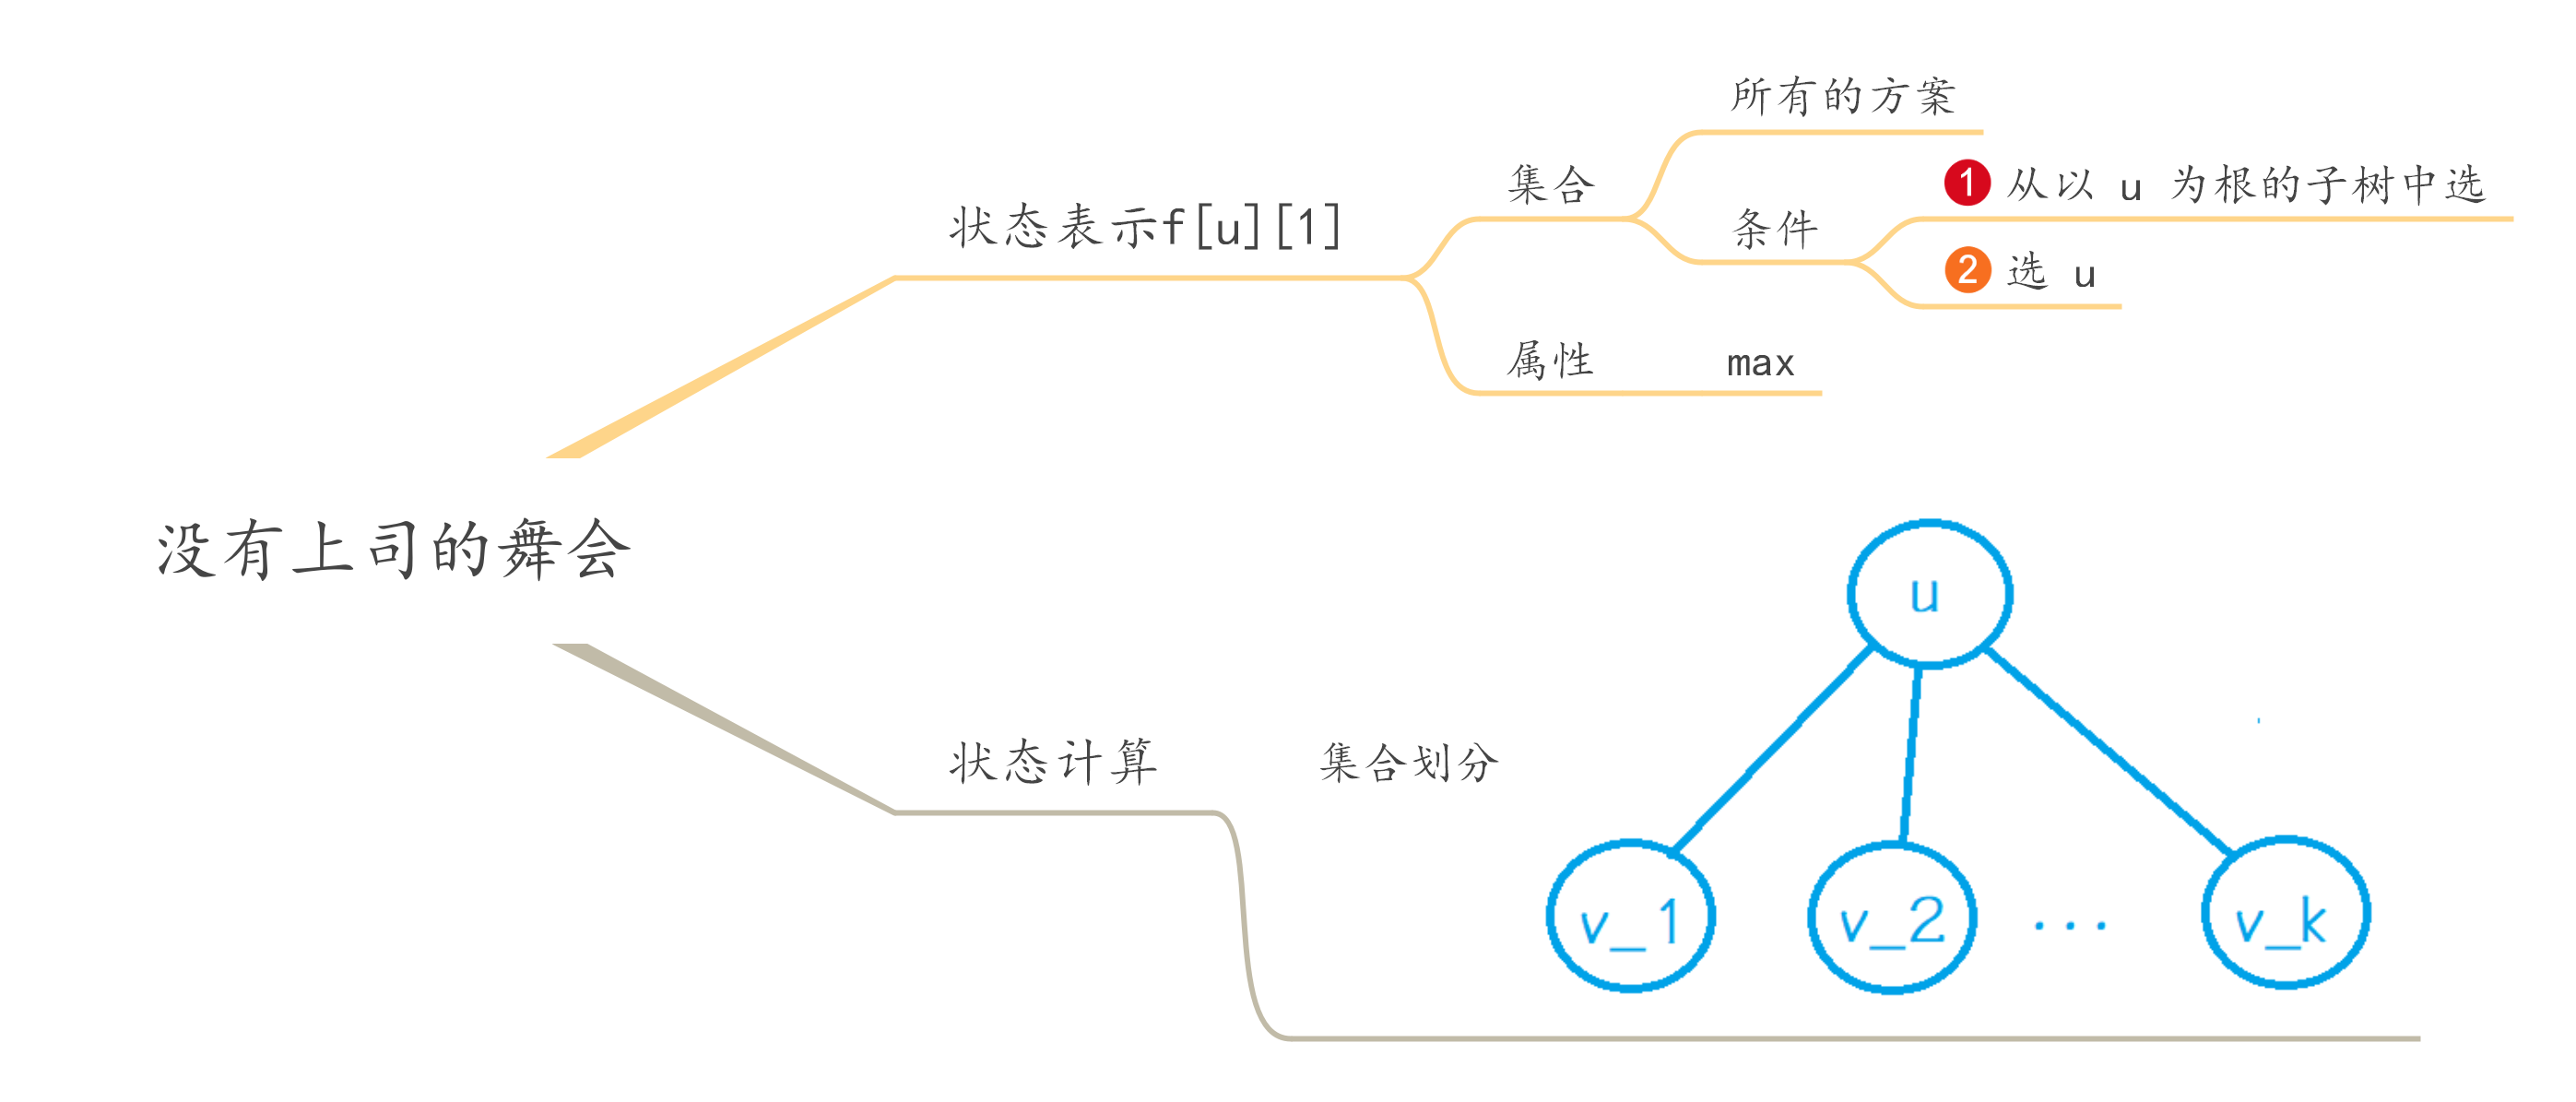 没有上司的舞会
状态表示f[u][1]
集合
所有的方案
条件
1 从以 u 为根的子树中选
2 选 u
属性 max
状态计算
集合划分
u
v_1 v_2 ... v_k